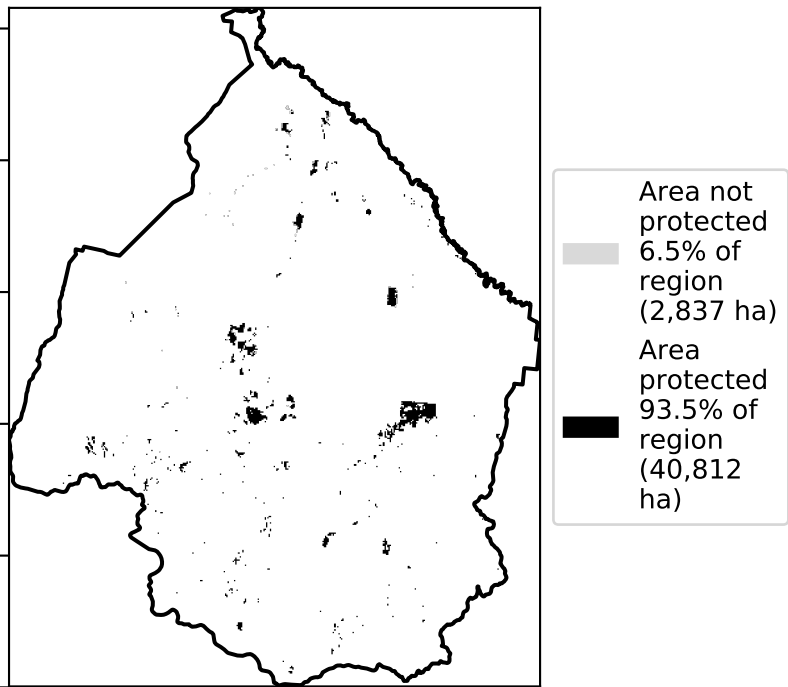 Area not
protected
6.5% of
region
(2,837 ha)
Area
protected
93.5% of
region
(40,812
ha)